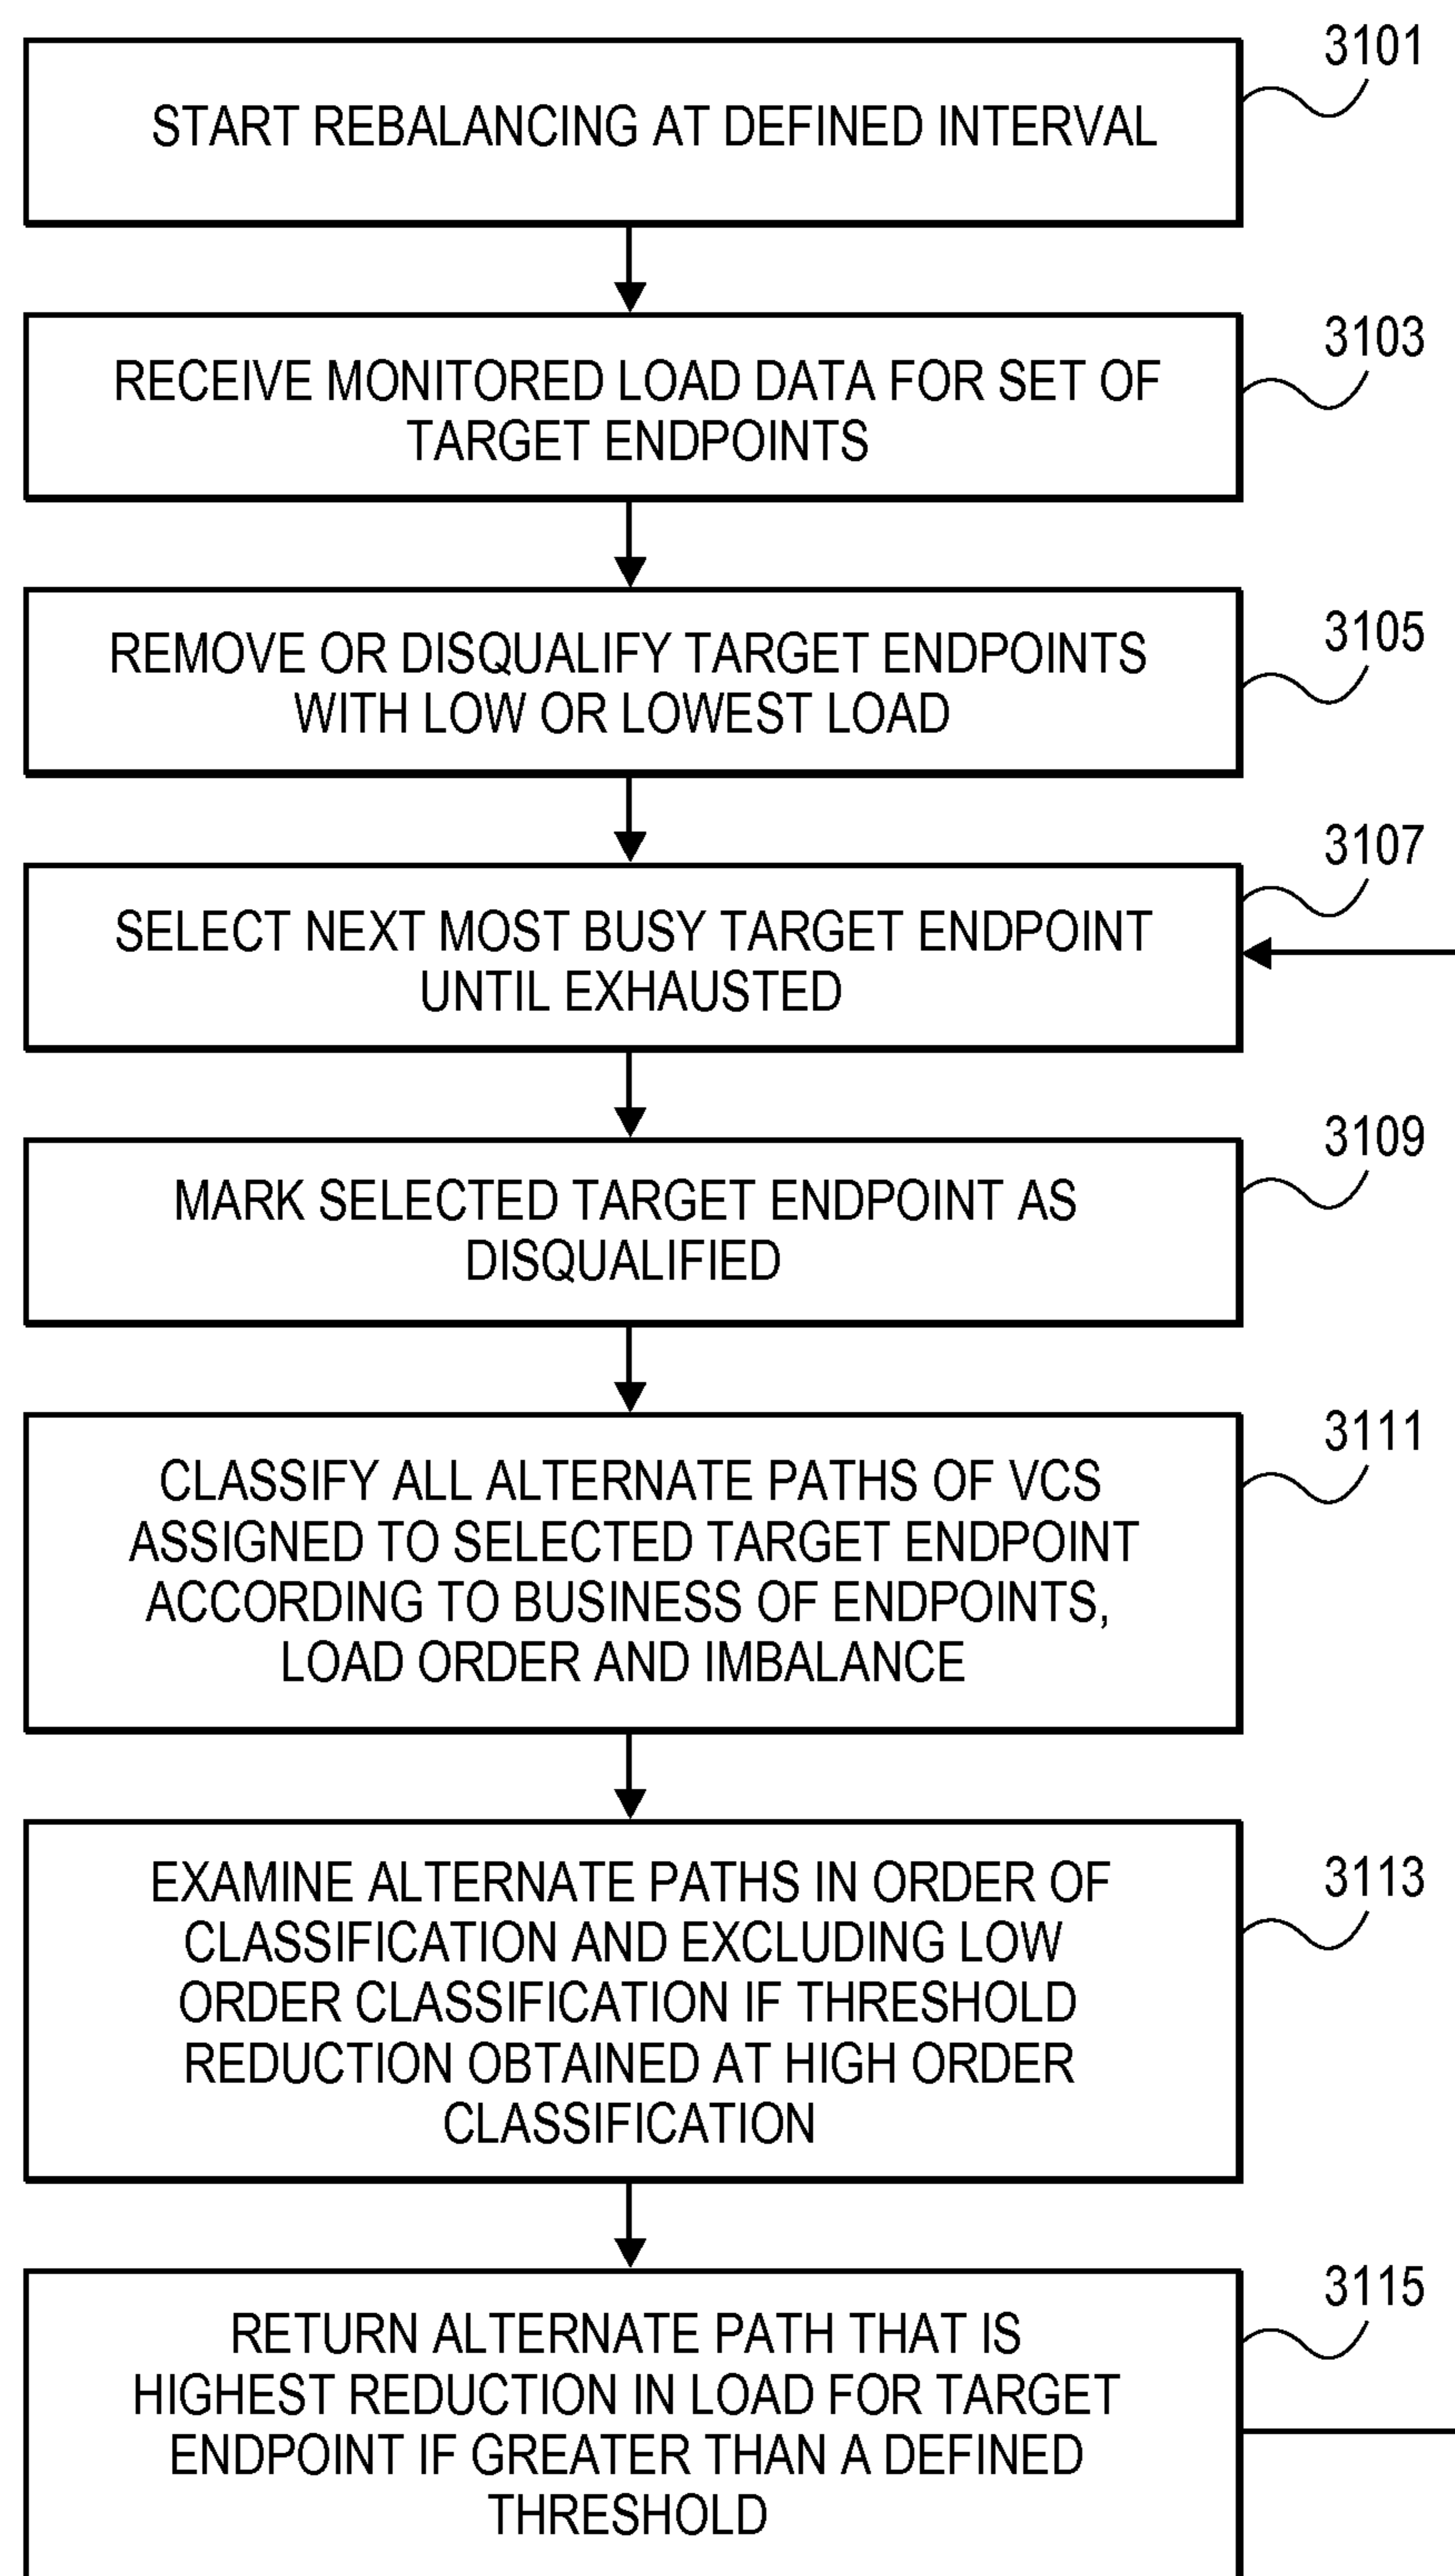 3101
START REBALANCING AT DEFINED INTERVAL
3103
RECEIVE MONITORED LOAD DATA FOR SET OF
TARGET ENDPOINTS
3105
REMOVE OR DISQUALIFY TARGET ENDPOINTS
WITH LOW OR LOWEST LOAD
3107
SELECT NEXT MOST BUSY TARGET ENDPOINT
UNTIL EXHAUSTED
3109
MARK SELECTED TARGET ENDPOINT AS
DISQUALIFIED
3111
CLASSIFY ALL ALTERNATE PATHS OF VCS
ASSIGNED TO SELECTED TARGET ENDPOINT
ACCORDING TO BUSINESS OF ENDPOINTS,
LOAD ORDER AND IMBALANCE
3113
EXAMINE ALTERNATE PATHS IN ORDER OF
CLASSIFICATION AND EXCLUDING LOW
ORDER CLASSIFICATION IF THRESHOLD
REDUCTION OBTAINED AT HIGH ORDER
CLASSIFICATION
3115
RETURN ALTERNATE PATH THAT IS
HIGHEST REDUCTION IN LOAD FOR TARGET
ENDPOINT IF GREATER THAN A DEFINED
THRESHOLD